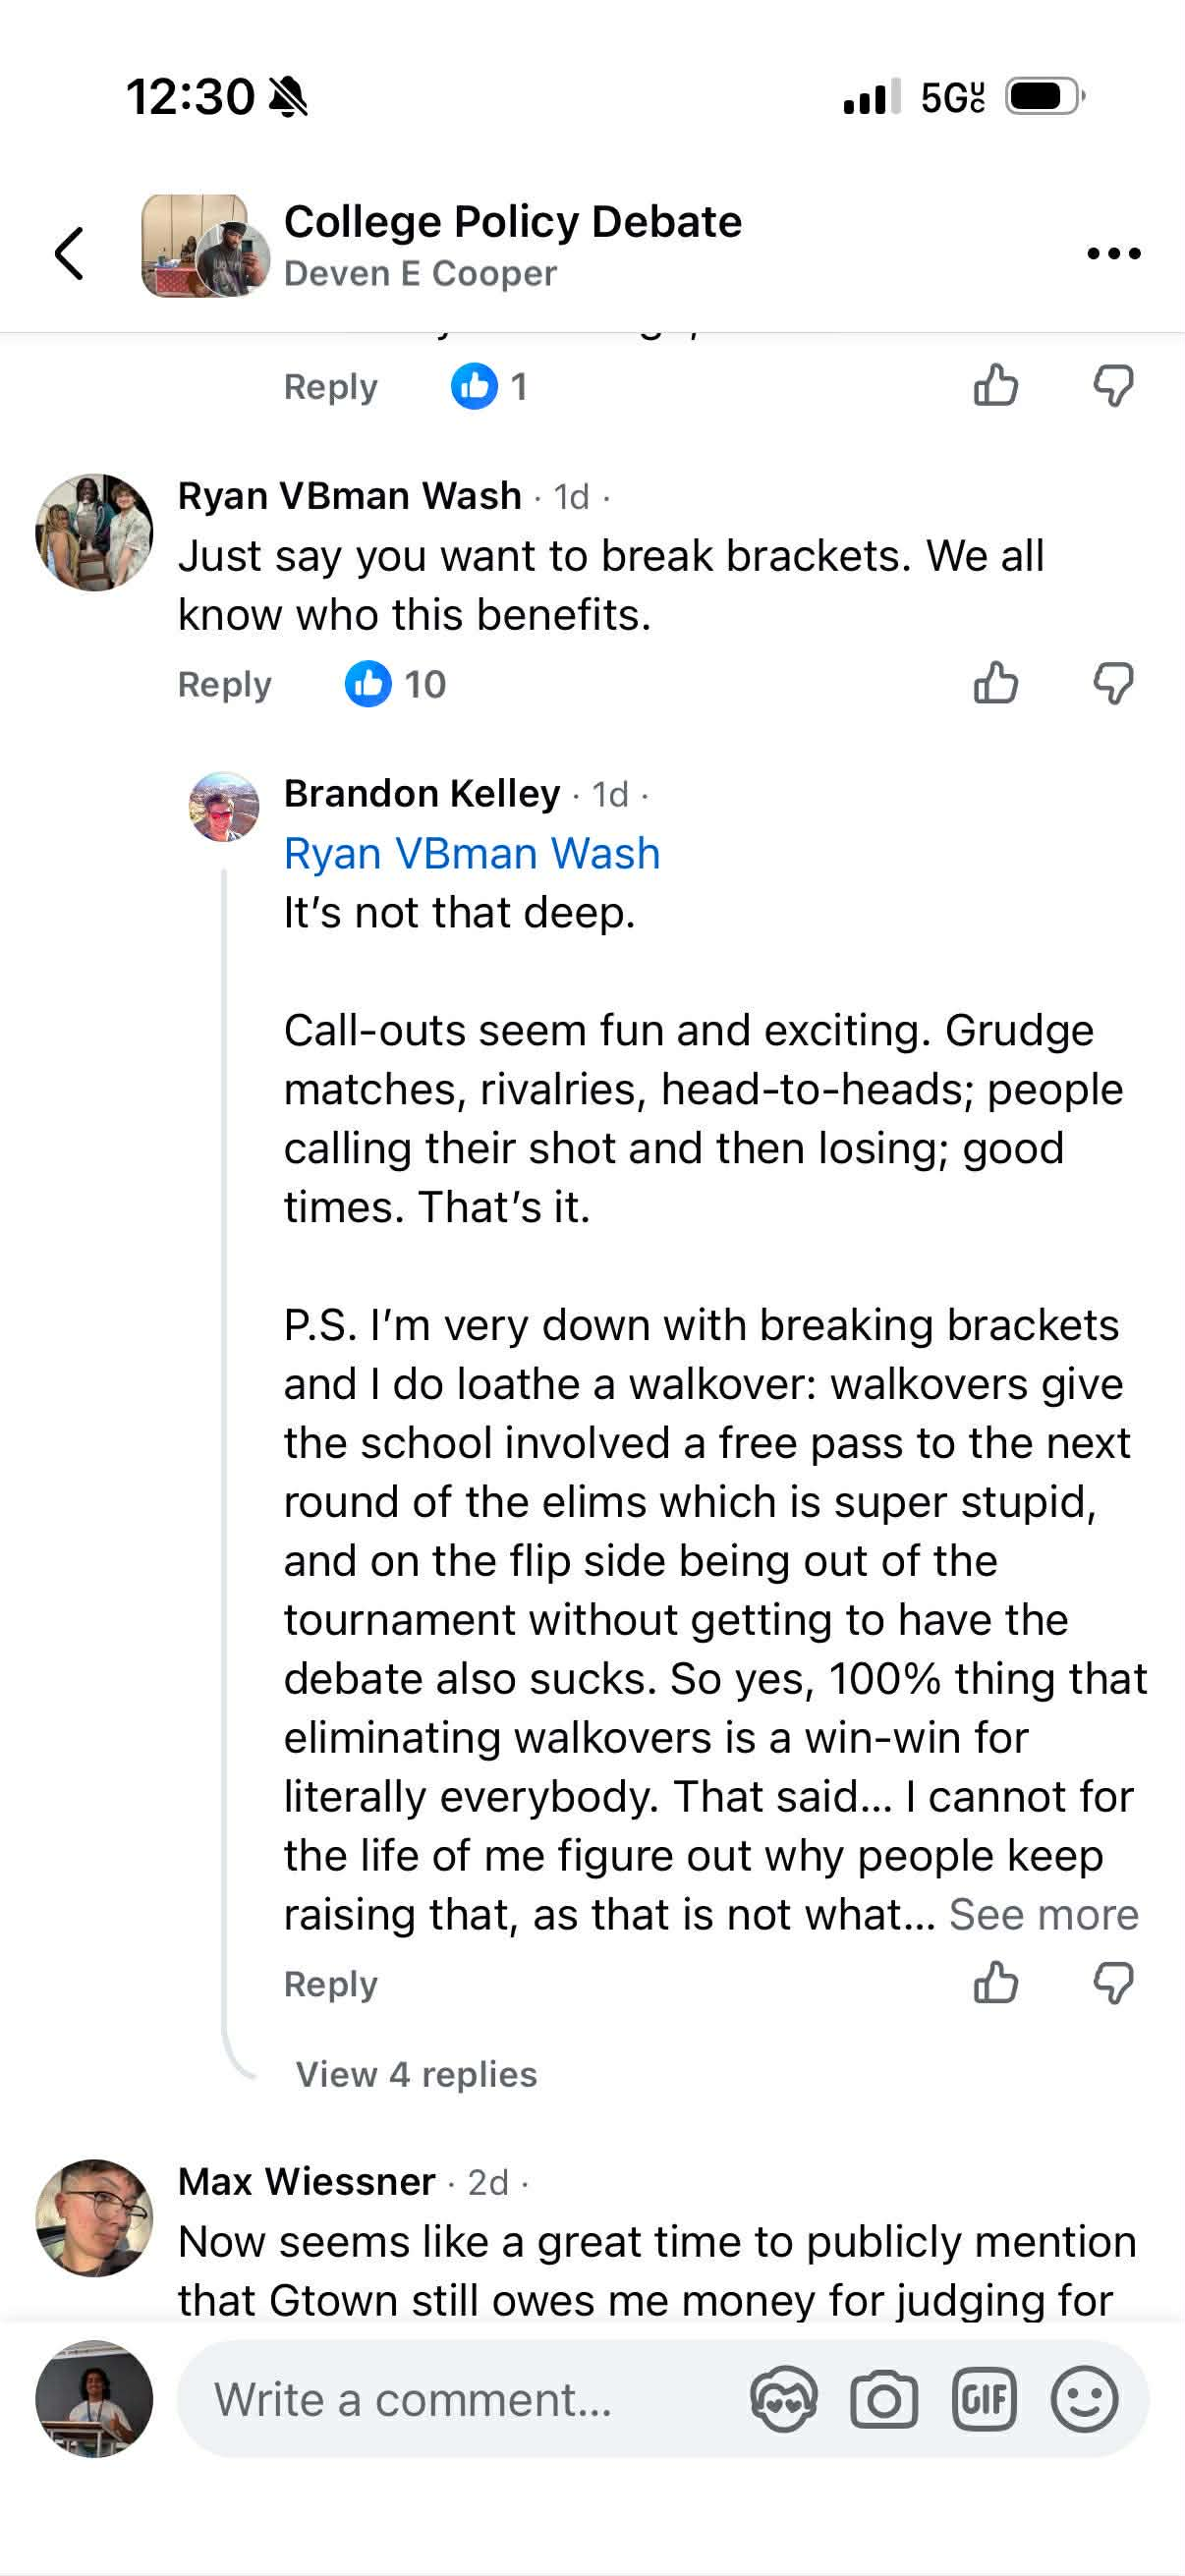 12:30
5G UC
College Policy Debate
Deven E Cooper
Reply 1
Ryan VBman Wash · 1d ·
Just say you want to break brackets. We all
know who this benefits.
Reply 10
Brandon Kelley · 1d ·
Ryan VBman Wash
It’s not that deep.
Call-outs seem fun and exciting. Grudge
matches, rivalries, head-to-heads; people
calling their shot and then losing; good
times. That’s it.
P.S. I’m very down with breaking brackets
and I do loathe a walkover: walkovers give
the school involved a free pass to the next
round of the elims which is super stupid,
and on the flip side being out of the
tournament without getting to have the
debate also sucks. So yes, 100% thing that
eliminating walkovers is a win-win for
literally everybody. That said... I cannot for
the life of me figure out why people keep
raising that, as that is not what... See more
Reply
View 4 replies
Max Wiessner · 2d ·
Now seems like a great time to publicly mention
that Gtown still owes me money for judging for
Write a comment...
GIF